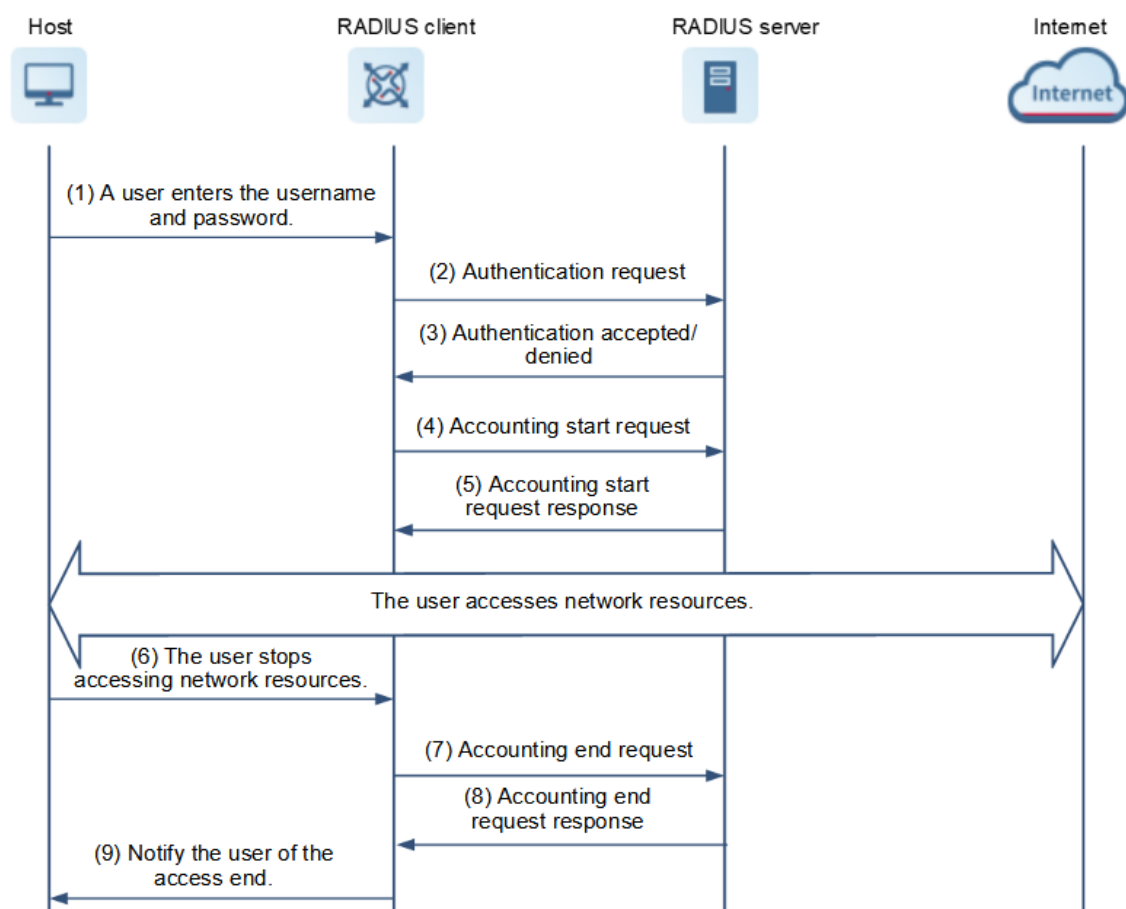 Host
RADIUS client
RADIUS server
Internet
Internet
(1) A user enters the username
and password.
(2) Authentication request
(3) Authentication accepted/
denied
(4) Accounting start request
(5) Accounting start
request response
The user accesses network resources.
(6) The user stops
accessing network resources.
(7) Accounting end request
(8) Accounting end
request response
(9) Notify the user of the
access end.